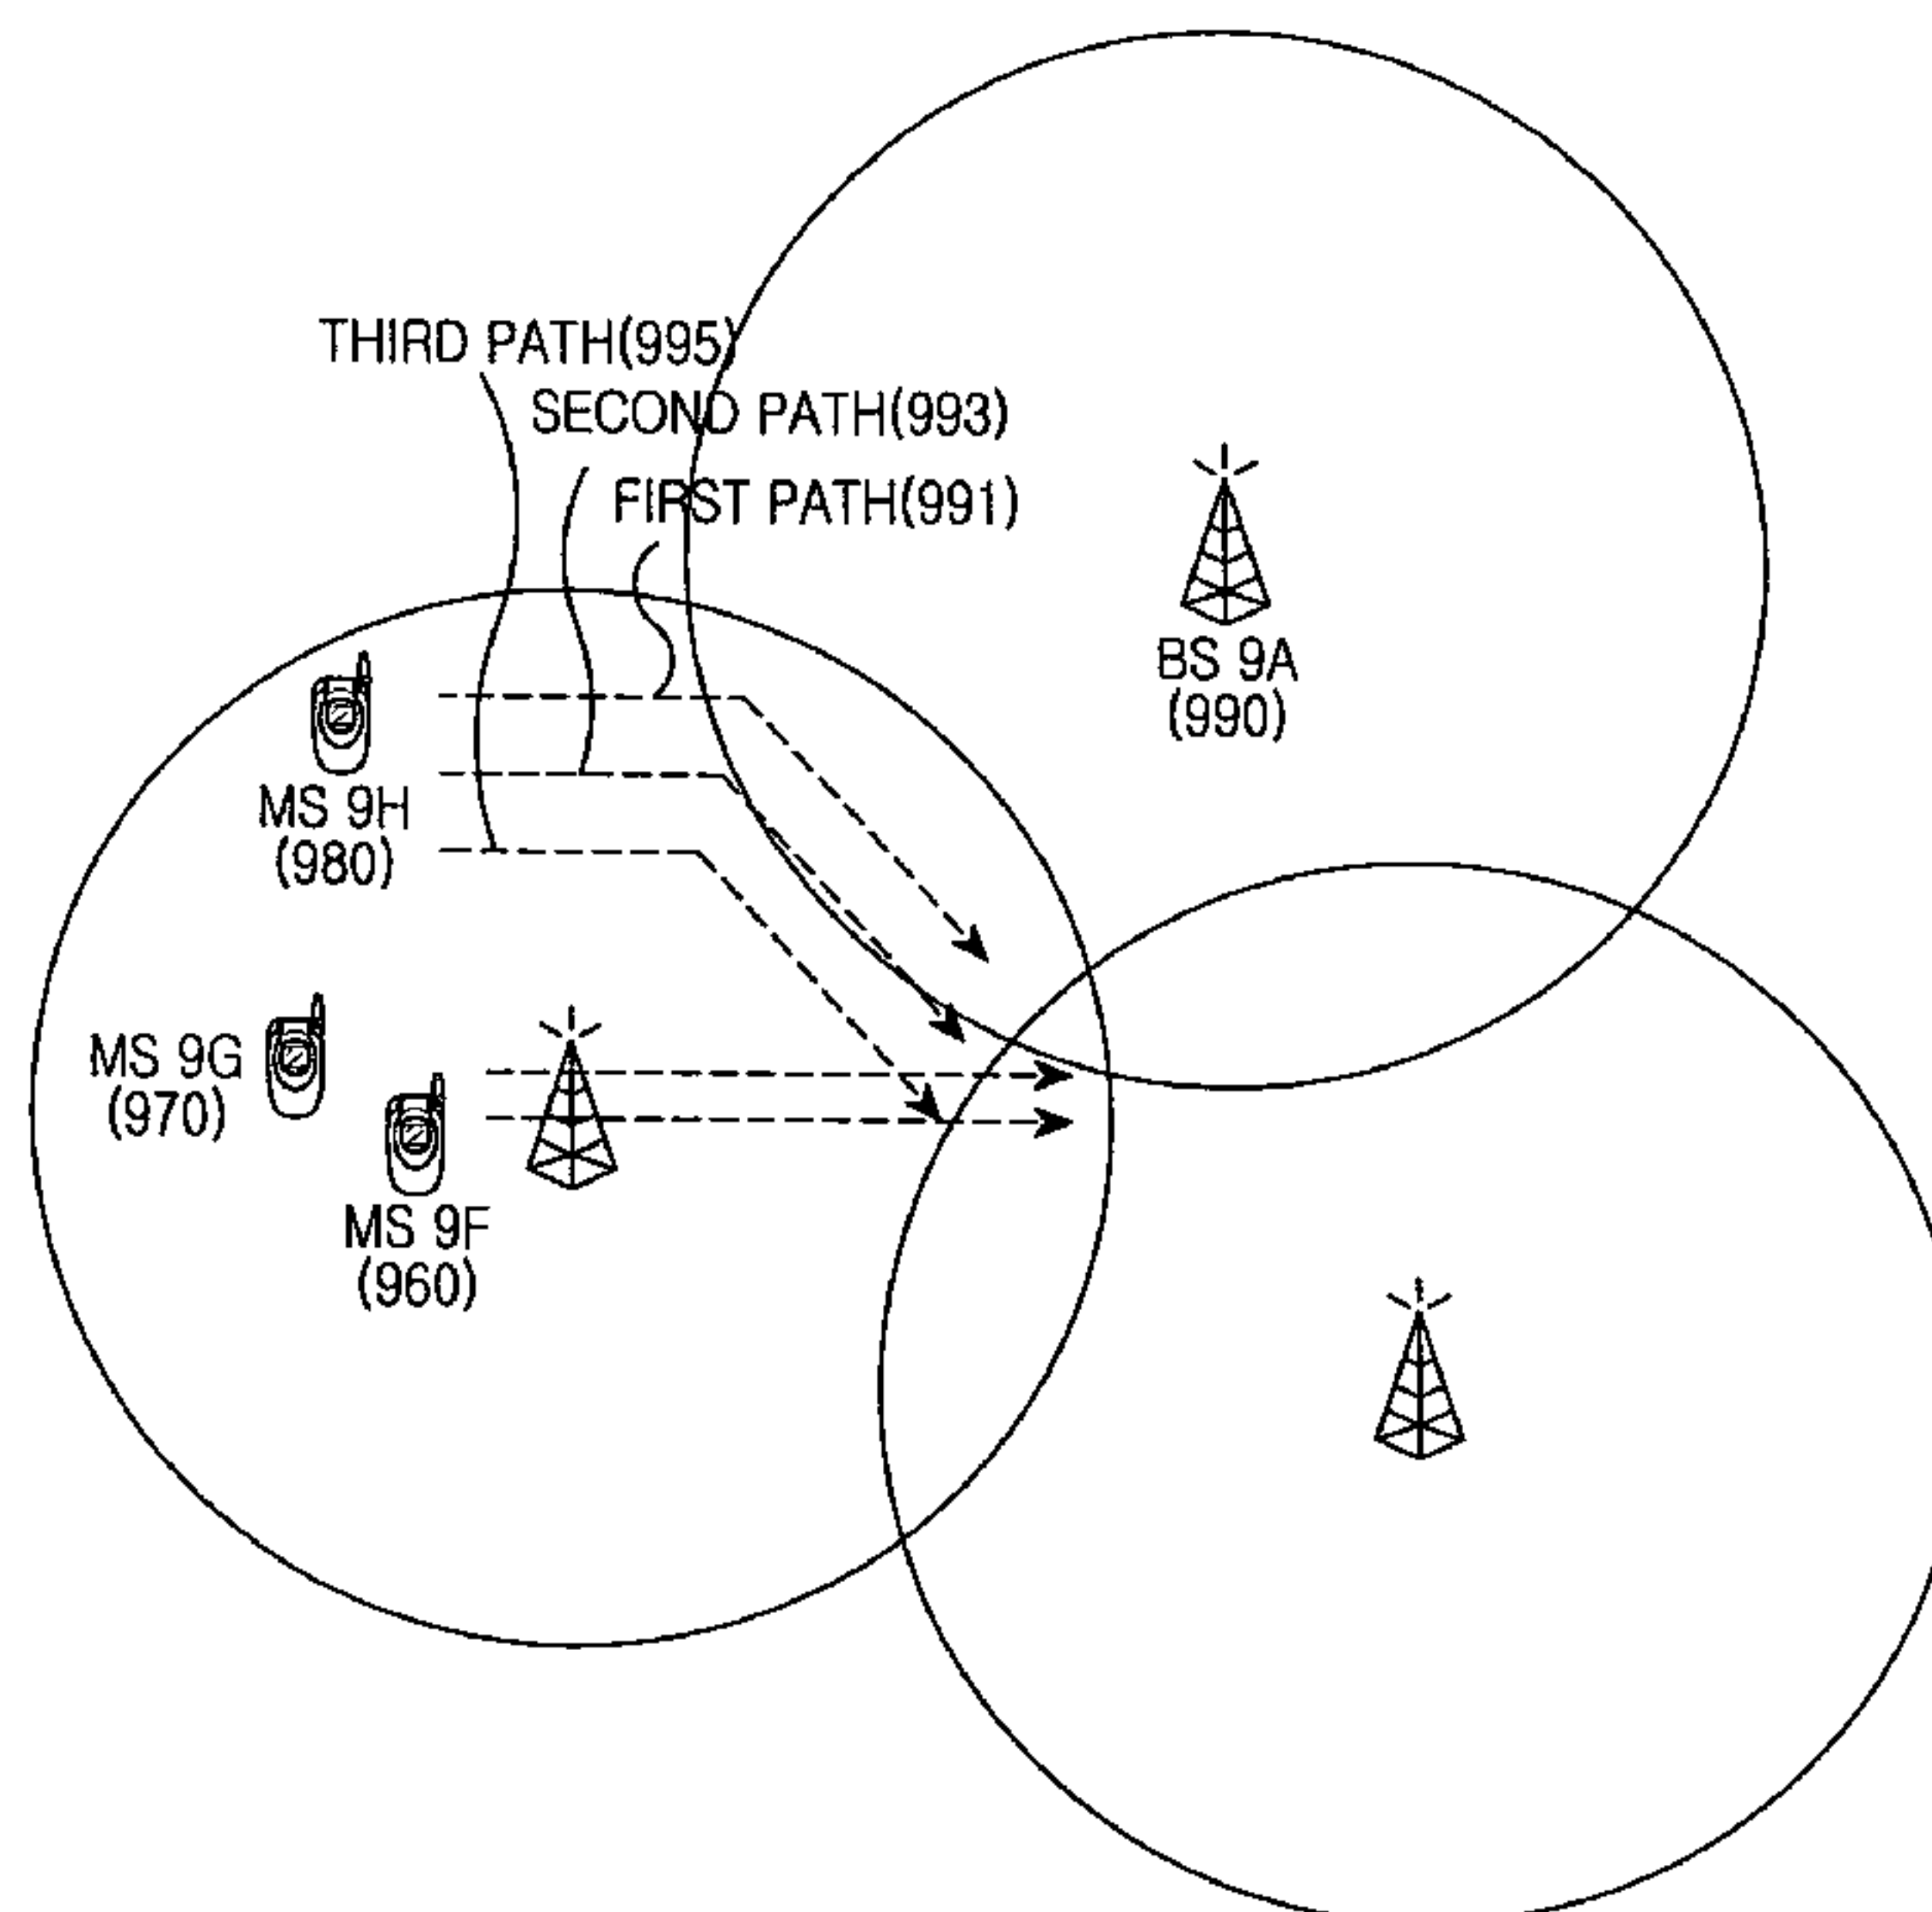 THIRD PATH(995)
SECOND PATH(993)
FIRST PATH(991)
BS 9A
(990)
MS 9H
(980)
MS 9G
(970)
MS 9F
(960)